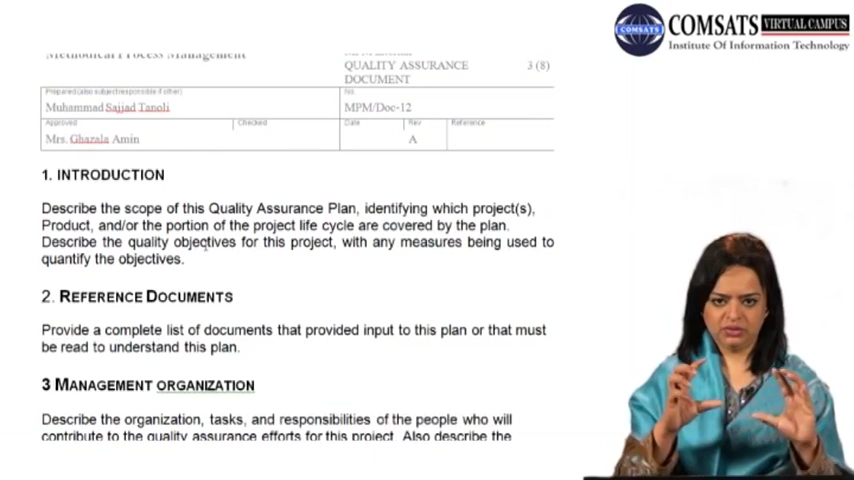 COMSATS VIRTUAL CAMPUS
Institute Of Information Technology
Methodical Process Management
QUALITY ASSURANCE 3 (8)
DOCUMENT
Prepared (also subject responsible if other) No.
Muhammad Sajjad Tanoli MPM/Doc-12
Approved Checked Date Rev Reference
Mrs. Ghazala Amin A
1. INTRODUCTION
Describe the scope of this Quality Assurance Plan, identifying which project(s),
Product, and/or the portion of the project life cycle are covered by the plan.
Describe the quality objectives for this project, with any measures being used to
quantify the objectives.
2. REFERENCE DOCUMENTS
Provide a complete list of documents that provided input to this plan or that must
be read to understand this plan.
3 MANAGEMENT ORGANIZATION
Describe the organization, tasks, and responsibilities of the people who will
contribute to the quality assurance efforts for this project. Also describe the